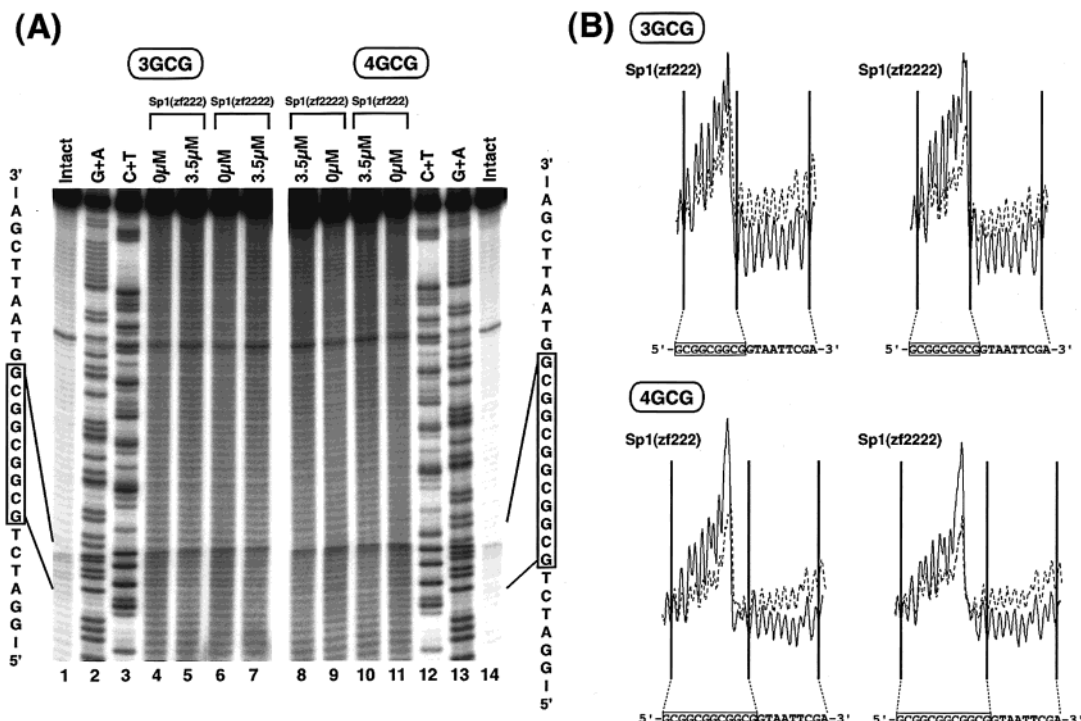 (A)
3GCG
4GCG
Sp1(zf222) Sp1(zf2222)
Sp1(zf2222) Sp1(zf222)
Intact
G+A
C+T
0μM
3.5μM
0μM
3.5μM
3.5μM
0μM
3.5μM
0μM
C+T
G+A
Intact
3'
I
A
G
C
T
T
A
A
T
G
G
C
G
G
C
G
G
C
G
T
C
T
A
G
G
I
5'
1 2 3 4 5 6 7 8 9 10 11 12 13 14
3'
I
A
G
C
T
T
A
A
T
G
G
C
G
G
C
G
G
C
G
G
C
G
T
C
T
A
G
G
I
5'
(B)
3GCG
Sp1(zf222)
Sp1(zf2222)
5'-GCGGCGGCGGTAATTCGA-3'
5'-GCGGCGGCGGTAATTCGA-3'
4GCG
Sp1(zf222)
Sp1(zf2222)
5'-GCGGCGGCGGCGGTAATTCGA-3'
5'-GCGGCGGCGGCGGTAATTCGA-3'